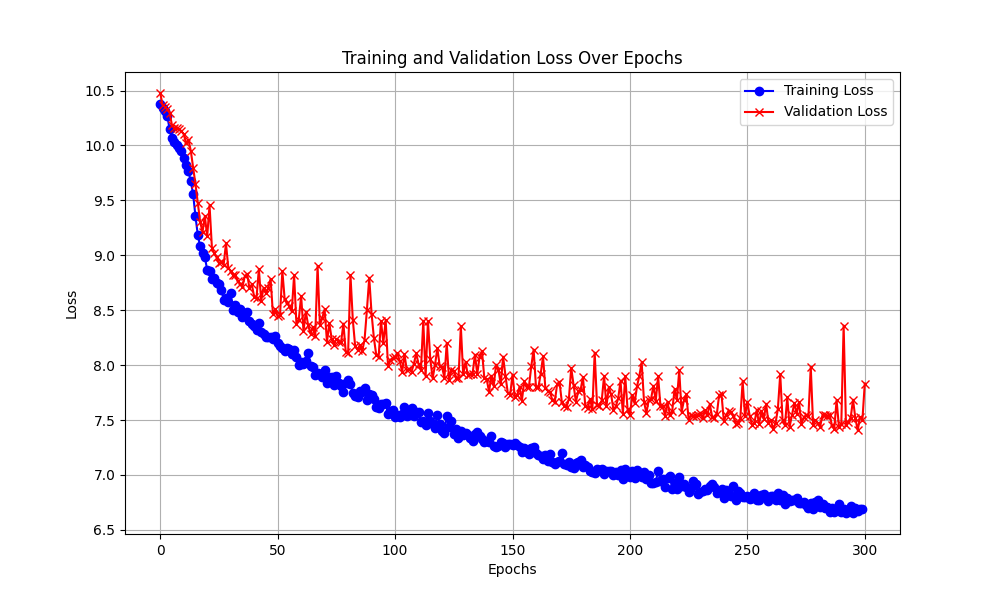 Training and Validation Loss Over Epochs
Training Loss
Validation Loss
10.5
10.0
9.5
9.0
8.5
8.0
7.5
7.0
6.5
Loss
0 50 100 150 200 250 300
Epochs